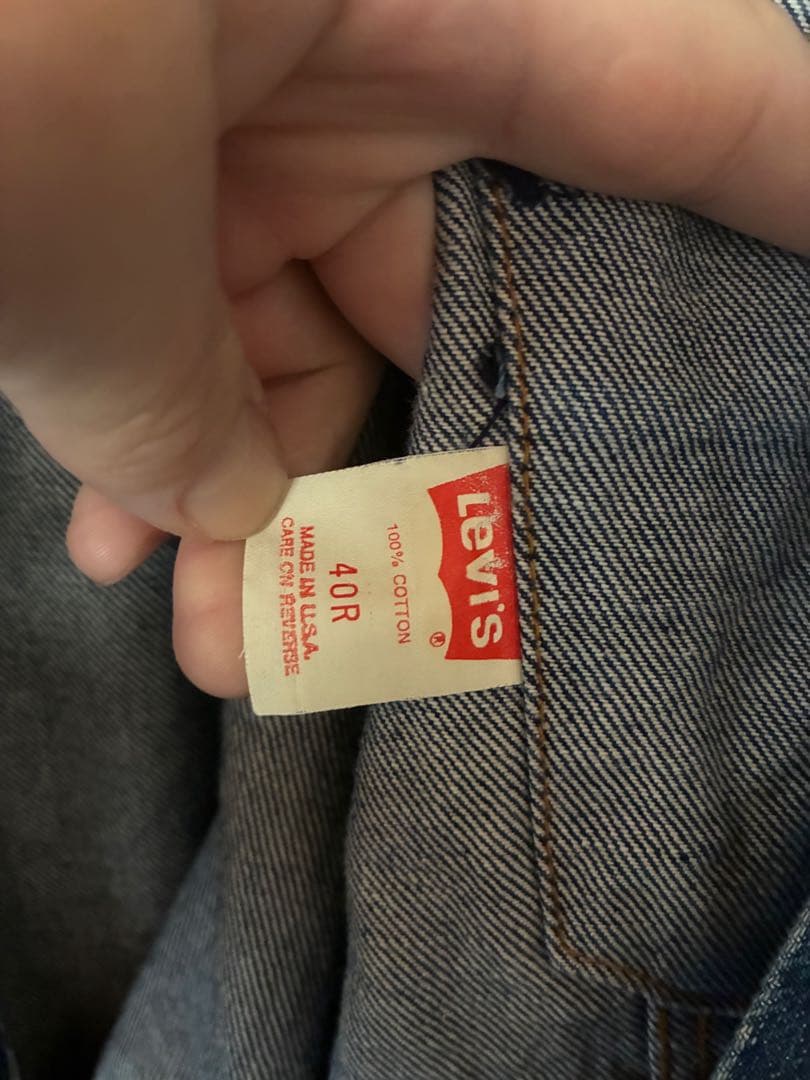 Levi's
®
100% COTTON
40R
MADE IN U.S.A.
CARE ON REVERSE